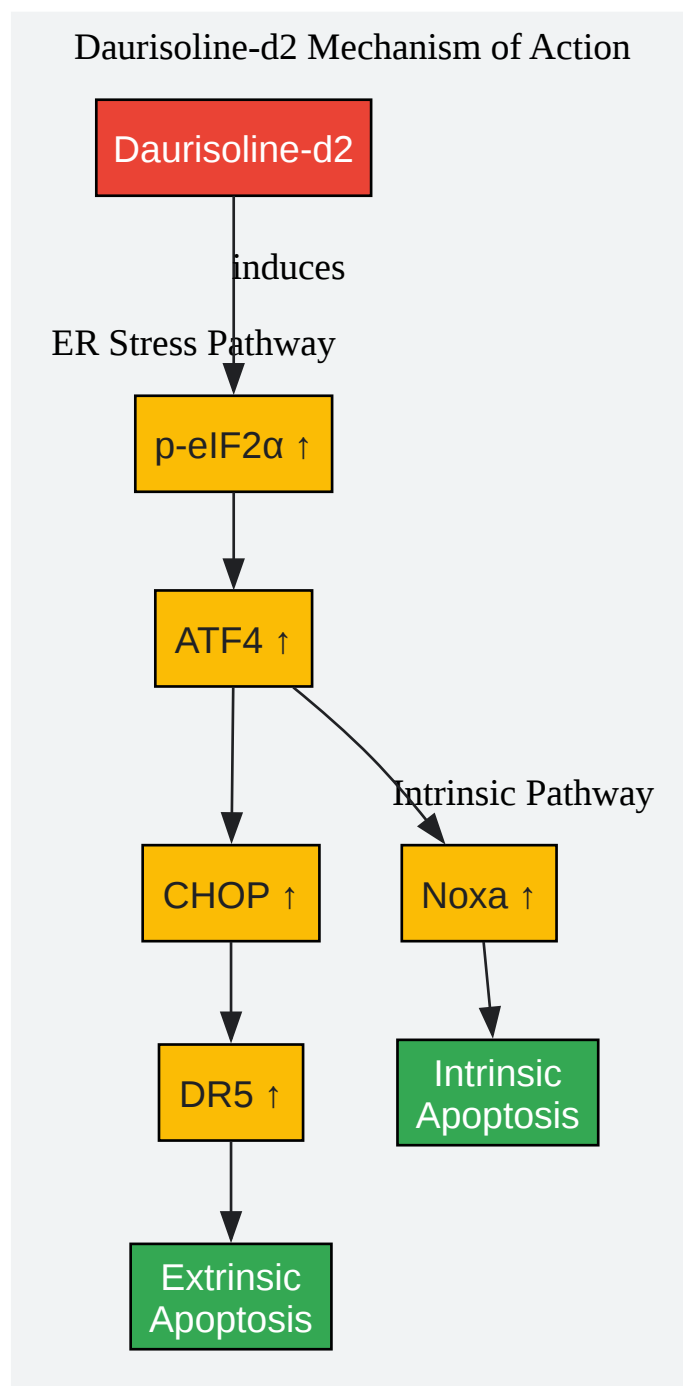 Daurisoline-d2 Mechanism of Action
Daurisoline-d2
induces
ER Stress Pathway
p-eIF2α ↑
ATF4 ↑
Intrinsic Pathway
CHOP ↑
Noxa ↑
DR5 ↑
Intrinsic
Apoptosis
Extrinsic
Apoptosis